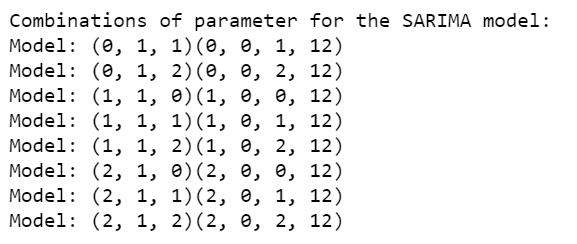 Combinations of parameter for the SARIMA model:
Model: (0, 1, 1)(0, 0, 1, 12)
Model: (0, 1, 2)(0, 0, 2, 12)
Model: (1, 1, 0)(1, 0, 0, 12)
Model: (1, 1, 1)(1, 0, 1, 12)
Model: (1, 1, 2)(1, 0, 2, 12)
Model: (2, 1, 0)(2, 0, 0, 12)
Model: (2, 1, 1)(2, 0, 1, 12)
Model: (2, 1, 2)(2, 0, 2, 12)